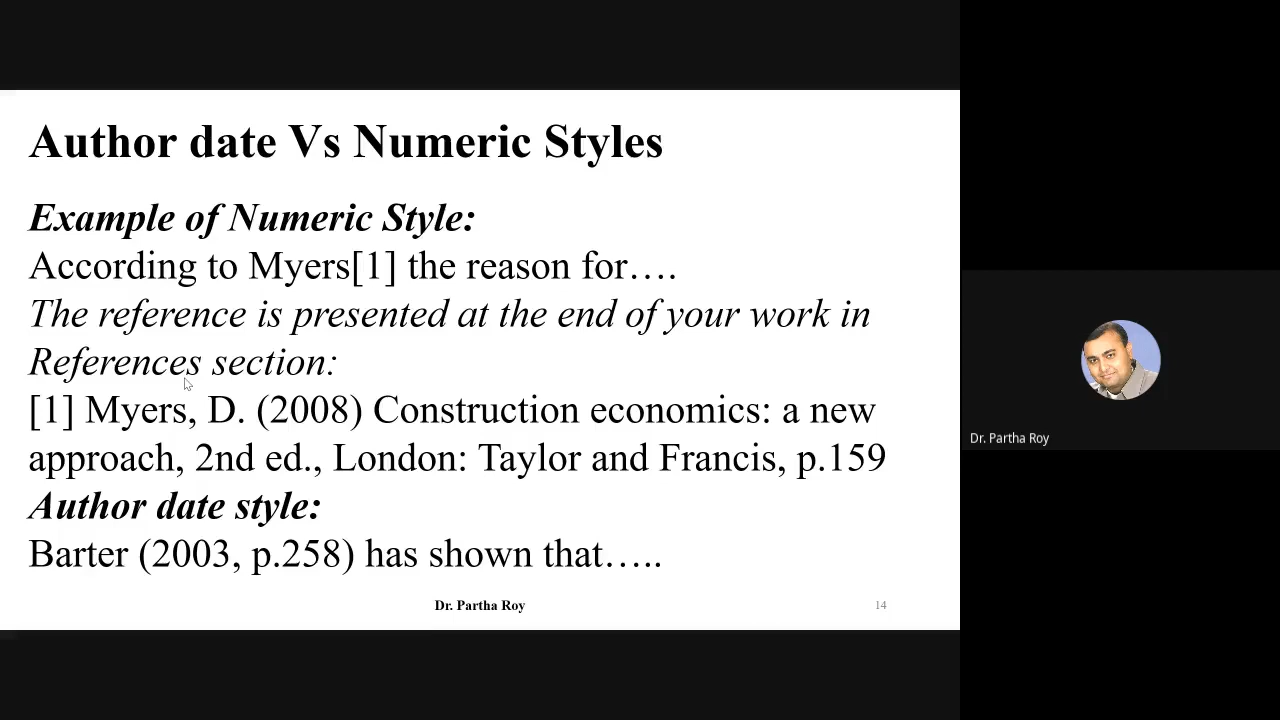 Author date Vs Numeric Styles
Example of Numeric Style:
According to Myers[1] the reason for….
The reference is presented at the end of your work in
References section:
[1] Myers, D. (2008) Construction economics: a new
approach, 2nd ed., London: Taylor and Francis, p.159
Author date style:
Barter (2003, p.258) has shown that…..
Dr. Partha Roy
14
Dr. Partha Roy